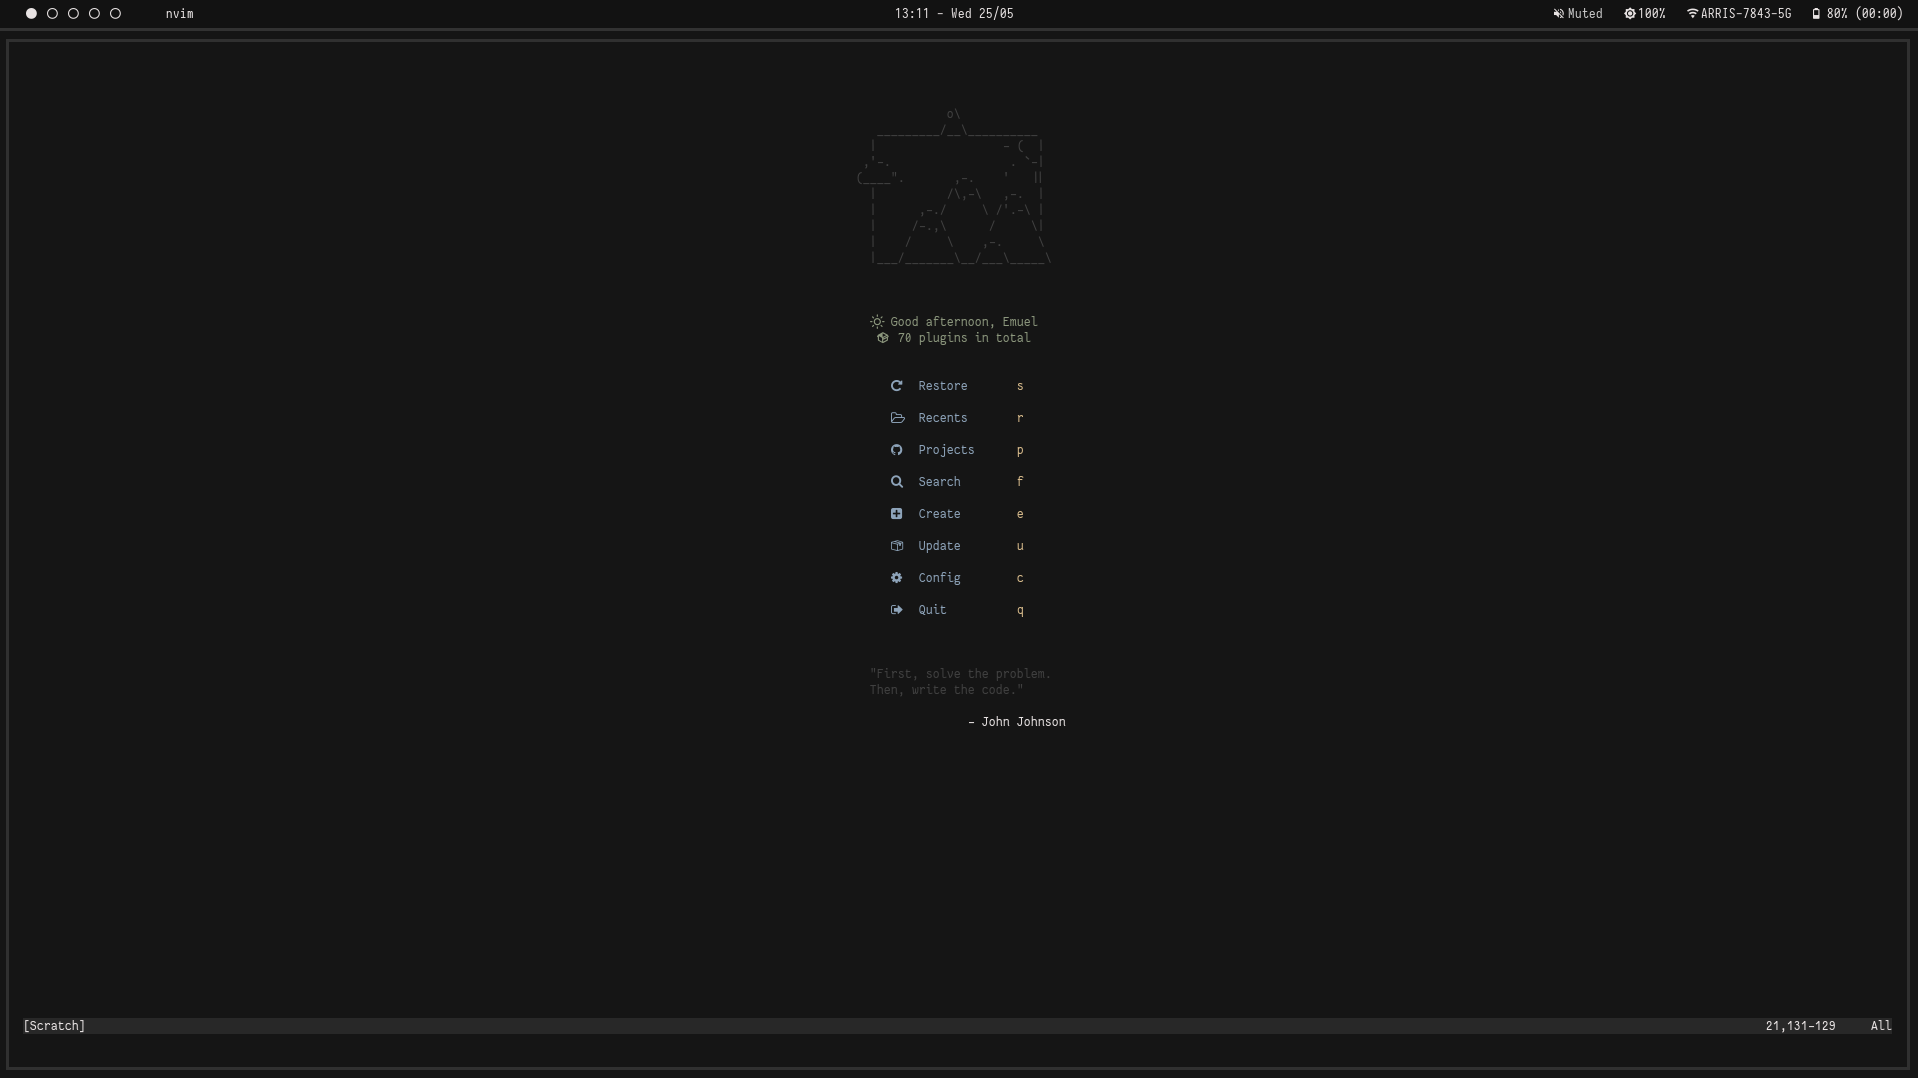 nvim 13:11 - Wed 25/05 Muted 100% ARRIS-7843-5G 80% (00:00)
Good afternoon, Emuel
70 plugins in total
Restore s
Recents r
Projects p
Search f
Create e
Update u
Config c
Quit q
"First, solve the problem.
Then, write the code."
- John Johnson
[Scratch] 21,131-129 All